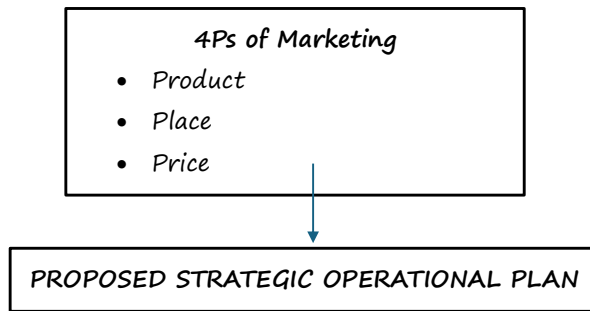 4Ps of Marketing
• Product
• Place
• Price
PROPOSED STRATEGIC OPERATIONAL PLAN